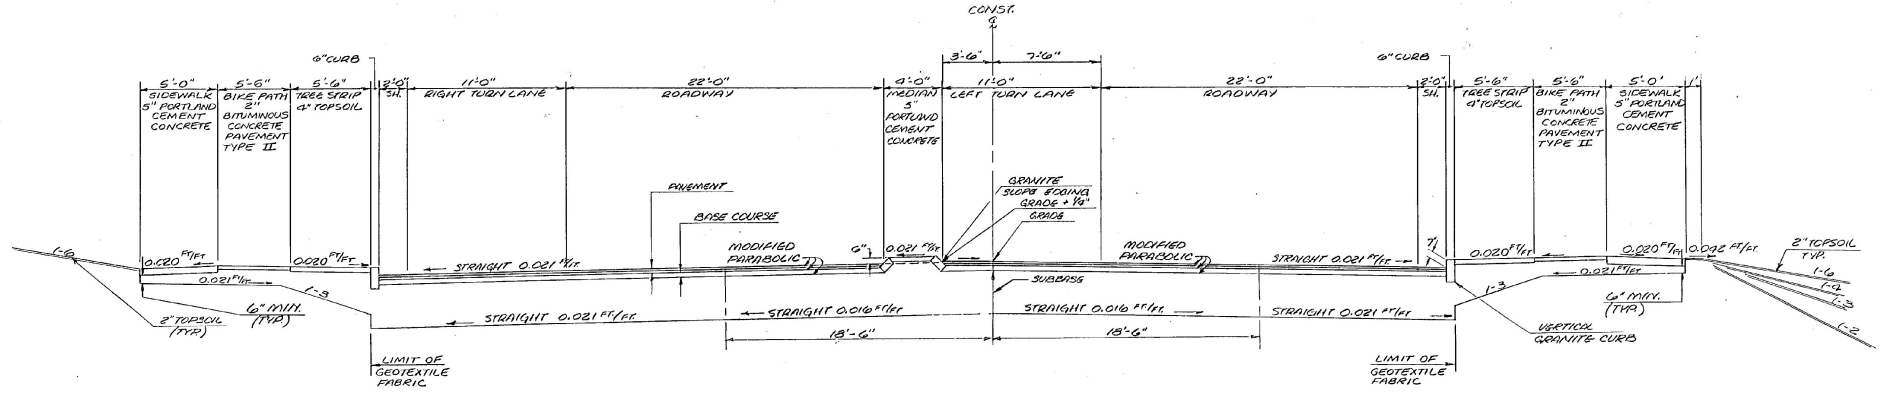 CONST.
℄
3'-6" 7'-6"
6" CURB 6" CURB
5'-0" 5'-6" 5'-6" 2'-0" 11'-0" 22'-0" 4'-0" 11'-0" 22'-0" 2'-0" 5'-6" 5'-6" 5'-0' 1'
SIDEWALK
5" PORTLAND
CEMENT
CONCRETE
BIKE PATH
2"
BITUMINOUS
CONCRETE
PAVEMENT
TYPE II
TREE STRIP
4" TOPSOIL
SH.
RIGHT TURN LANE
ROADWAY
MEDIAN
5"
PORTLAND
CEMENT
CONCRETE
LEFT TURN LANE
ROADWAY
SH.
TREE STRIP
4" TOPSOIL
BIKE PATH
2"
BITUMINOUS
CONCRETE
PAVEMENT
TYPE II
SIDEWALK
5" PORTLAND
CEMENT
CONCRETE
PAVEMENT
BASE COURSE
GRANITE
SLOPE EDGING
GRADE + 1/4"
GRADE
MODIFIED
PARABOLIC
6"
0.021 FT/FT.
MODIFIED
PARABOLIC
7"
1-6
0.020 FT/FT
0.020 FT/FT
STRAIGHT 0.021 FT/FT.
STRAIGHT 0.021 FT/FT.
0.020 FT/FT
0.020 FT/FT
0.042 FT/FT.
2" TOPSOIL
TYP.
0.021 FT/FT.
1-3
SUBBASE
1-3
0.021 FT/FT
1-6
1-4
1-3
1-2
2" TOPSOIL
(TYP.)
6" MIN.
(TYP.)
STRAIGHT 0.021 FT/FT.
STRAIGHT 0.016 FT/FT
STRAIGHT 0.016 FT/FT
STRAIGHT 0.021 FT/FT.
6" MIN.
(TYP)
18'-6" 18'-6"
VERTICAL
GRANITE CURB
LIMIT OF
GEOTEXTILE
FABRIC
LIMIT OF
GEOTEXTILE
FABRIC